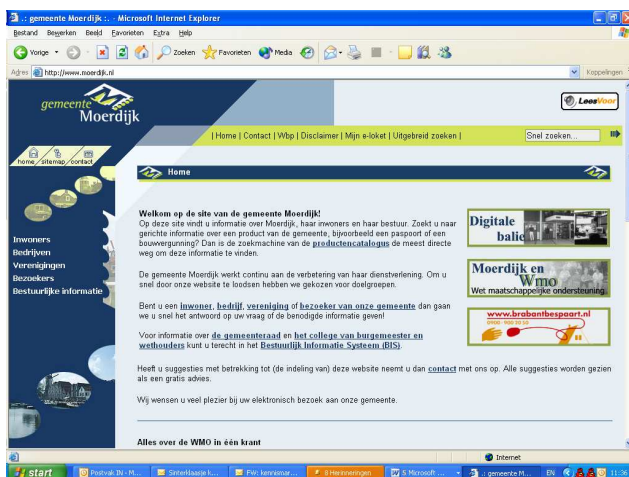 .: gemeente Moerdijk :. - Microsoft Internet Explorer
Bestand Bewerken Beeld Favorieten Extra Help
Vorige Zoeken Favorieten Media
Adres http://www.moerdijk.nl Koppelingen
gemeente
Moerdijk
LeesVoor
| Home | Contact | Wbp | Disclaimer | Mijn e-loket | Uitgebreid zoeken |
Snel zoeken...
home sitemap contact
Home
Inwoners
Bedrijven
Verenigingen
Bezoekers
Bestuurlijke informatie
Welkom op de site van de gemeente Moerdijk!
Op deze site vindt u informatie over Moerdijk, haar inwoners en haar bestuur. Zoekt u naar
gerichte informatie over een product van de gemeente, bijvoorbeeld een paspoort of een
bouwvergunning? Dan is de zoekmachine van de productencatalogus de meest directe
weg om deze informatie te vinden.
De gemeente Moerdijk werkt continu aan de verbetering van haar dienstverlening. Om u
snel door onze website te loodsen hebben we gekozen voor doelgroepen.
Bent u een inwoner, bedrijf, vereniging of bezoeker van onze gemeente dan gaan
we u snel het antwoord op uw vraag of de benodigde informatie geven!
Voor informatie over de gemeenteraad en het college van burgemeester en
wethouders kunt u terecht in het Bestuurlijk Informatie Systeem (BIS).
Heeft u suggesties met betrekking tot (de indeling van) deze website neemt u dan contact met ons op. Alle suggesties worden gezien
als een gratis advies.
Wij wensen u veel plezier bij uw elektronisch bezoek aan onze gemeente.
Alles over de WMO in één krant
Digitale
balie
Moerdijk en
Wmo
Wet maatschappelijke ondersteuning
www.brabantbespaart.nl
Internet
start Postvak IN - M... Sinterklaasje k... FW: kennismar... 8 Herinneringen 5 Microsoft ... .: gemeente M... EN 11:36